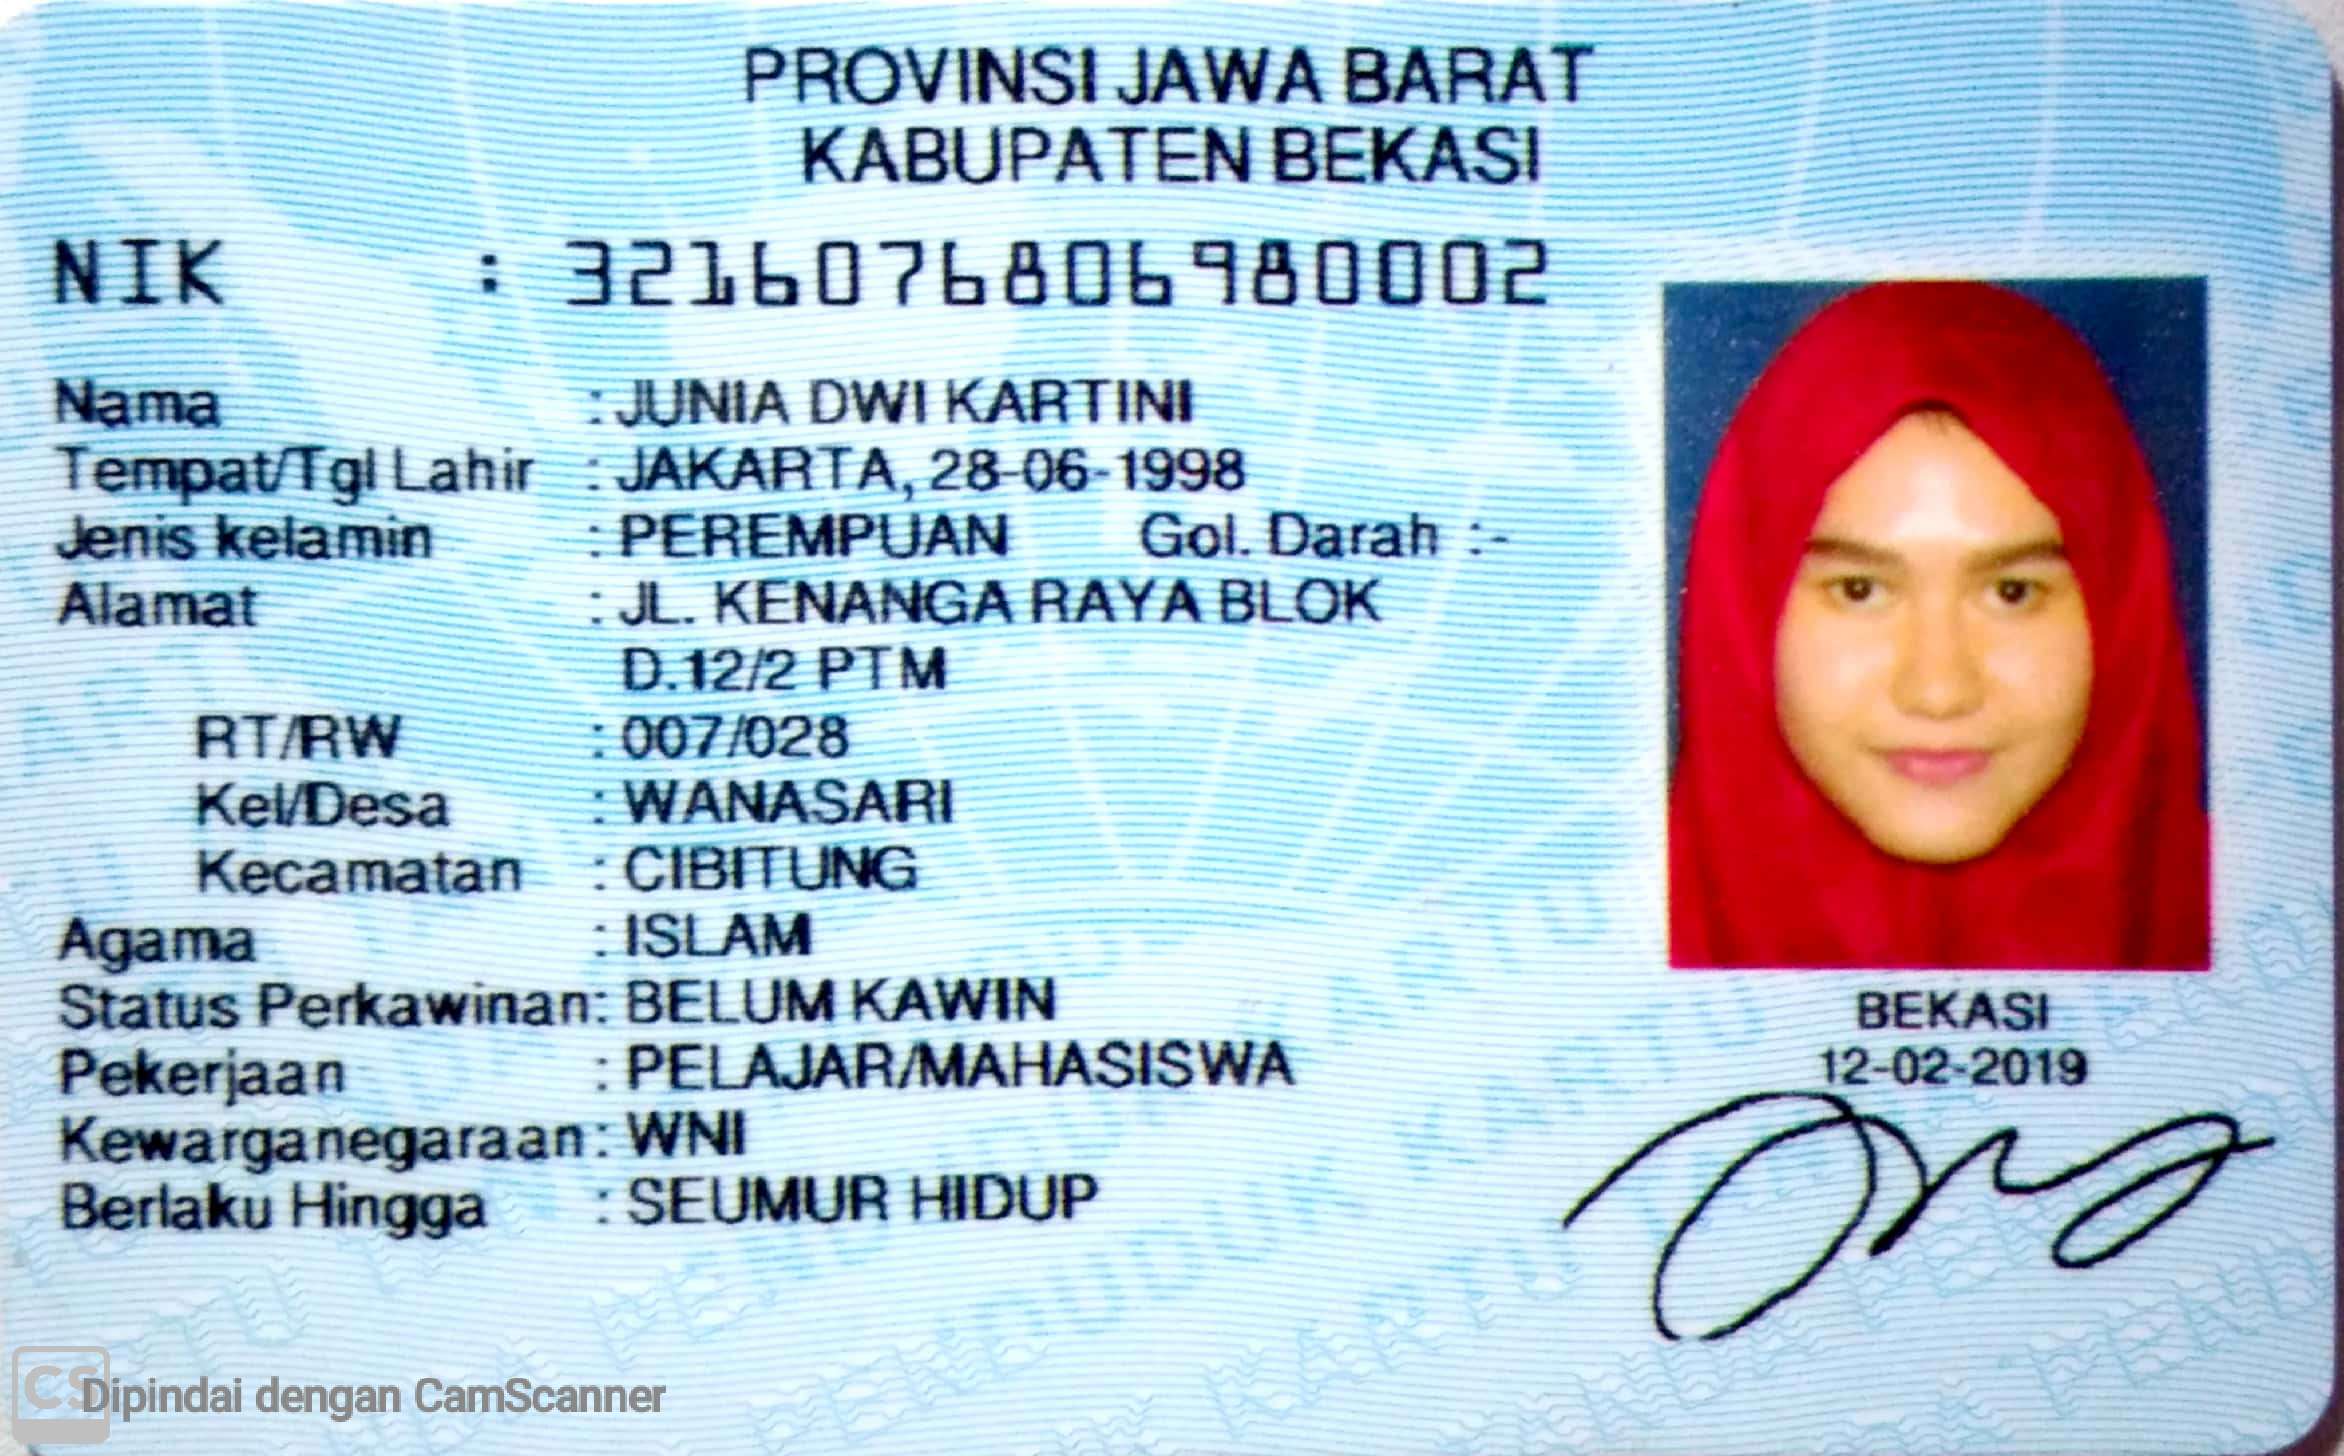 PROVINSI JAWA BARAT
KABUPATEN BEKASI
NIK : 3216076806980002
Nama : JUNIA DWI KARTINI
Tempat/Tgl Lahir : JAKARTA, 28-06-1998
Jenis kelamin : PEREMPUAN Gol. Darah :-
Alamat : JL. KENANGA RAYA BLOK
D.12/2 PTM
RT/RW : 007/028
Kel/Desa : WANASARI
Kecamatan : CIBITUNG
Agama : ISLAM
Status Perkawinan: BELUM KAWIN
Pekerjaan : PELAJAR/MAHASISWA
Kewarganegaraan: WNI
Berlaku Hingga : SEUMUR HIDUP
BEKASI
12-02-2019
CS Dipindai dengan CamScanner